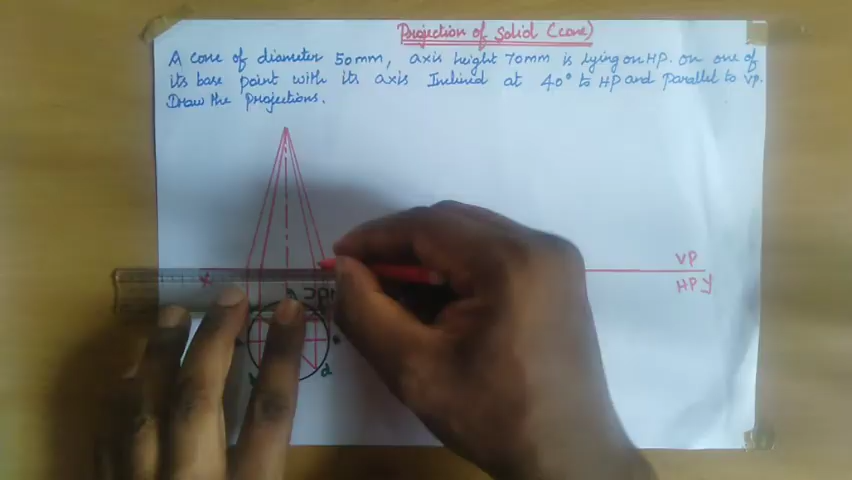 Projection of Solid (cone)
A cone of diameter 50mm, axis height 70mm is lying on HP. on one of
its base point with its axis Inclined at 40° to HP and parallel to VP.
Draw the projections.
VP
X
HP Y
d